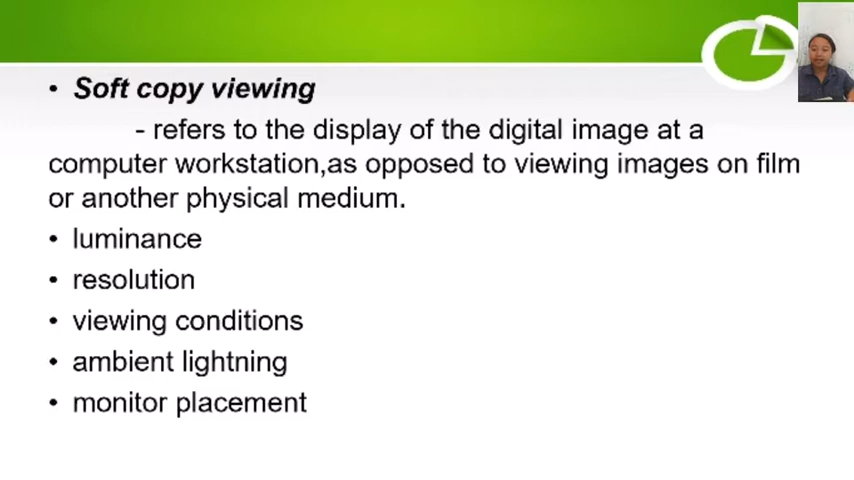 • Soft copy viewing
- refers to the display of the digital image at a
computer workstation,as opposed to viewing images on film
or another physical medium.
• luminance
• resolution
• viewing conditions
• ambient lightning
• monitor placement